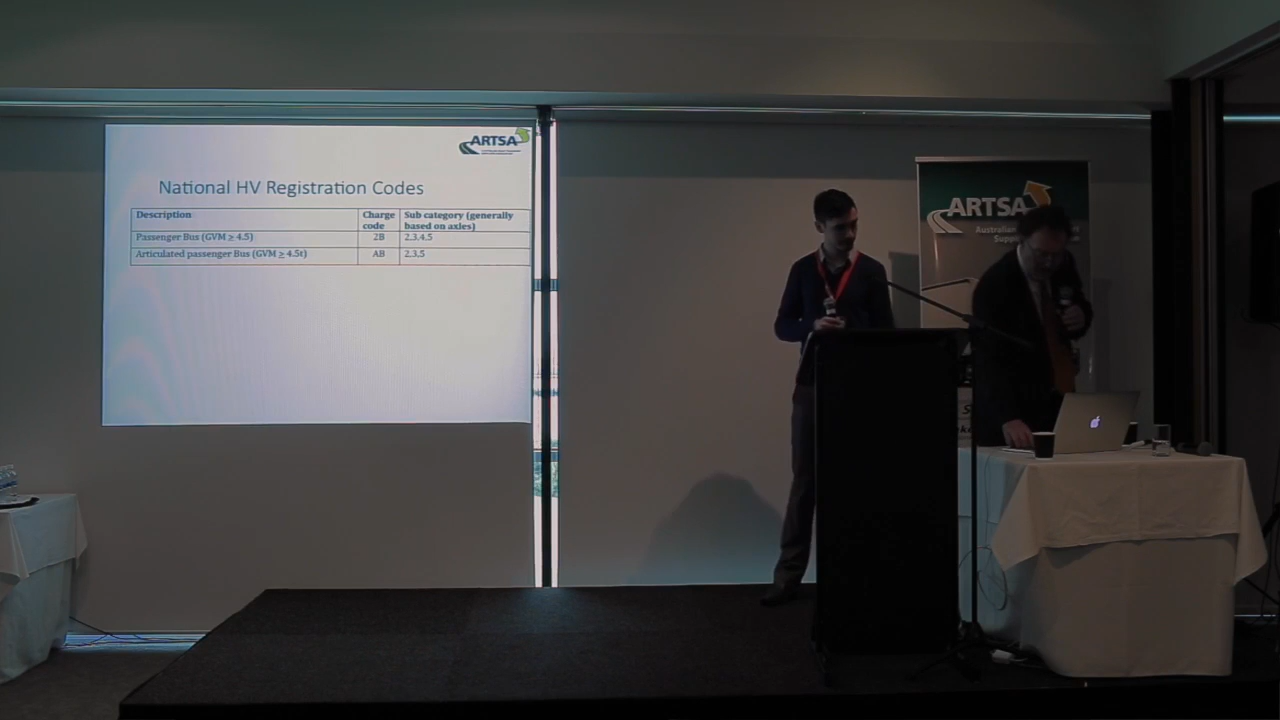 ARTSA
National HV Registration Codes
Description Charge code Sub category (generally based on axles)
Passenger Bus (GVM ≥ 4.5) 2B 2,3,4,5
Articulated passenger Bus (GVM ≥ 4.5t) AB 2,3,5
ARTSA
Australian